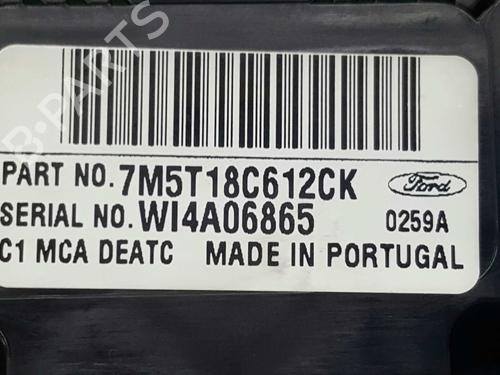 B-PARTS
PART NO. 7M5T18C612CK
Ford
SERIAL NO. WI4A06865
0259A
C1 MCA DEATC MADE IN PORTUGAL